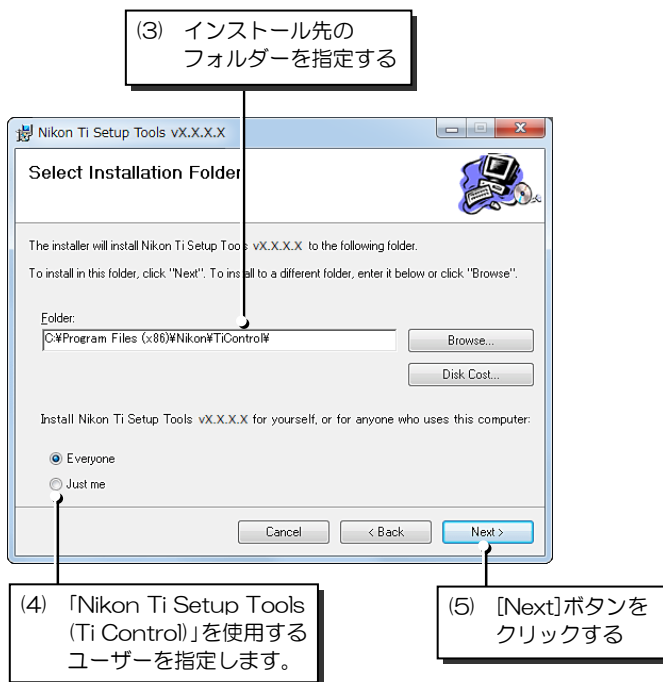 (3) インストール先の
フォルダーを指定する
Nikon Ti Setup Tools vX.X.X.X
Select Installation Folder
The installer will install Nikon Ti Setup Tools vX.X.X.X to the following folder.
To install in this folder, click "Next". To install to a different folder, enter it below or click "Browse".
Folder:
C:¥Program Files (x86)¥Nikon¥TiControl¥
Browse...
Disk Cost...
Install Nikon Ti Setup Tools vX.X.X.X for yourself, or for anyone who uses this computer:
Everyone
Just me
Cancel
< Back
Next >
(4) 「Nikon Ti Setup Tools
(Ti Control)」を使用する
ユーザーを指定します。
(5) [Next]ボタンを
クリックする